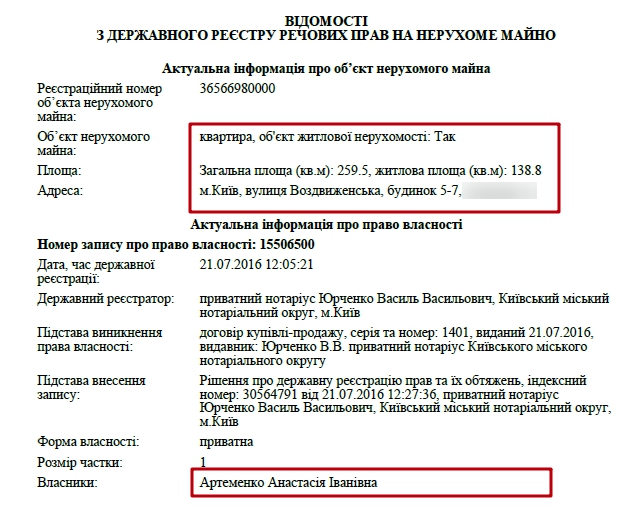 ВІДОМОСТІ
З ДЕРЖАВНОГО РЕЄСТРУ РЕЧОВИХ ПРАВ НА НЕРУХОМЕ МАЙНО
Актуальна інформація про об’єкт нерухомого майна
Реєстраційний номер об’єкта нерухомого майна: 36566980000
Об’єкт нерухомого майна: квартира, об'єкт житлової нерухомості: Так
Площа: Загальна площа (кв.м): 259.5, житлова площа (кв.м): 138.8
Адреса: м.Київ, вулиця Воздвиженська, будинок 5-7,
Актуальна інформація про право власності
Номер запису про право власності: 15506500
Дата, час державної реєстрації: 21.07.2016 12:05:21
Державний реєстратор: приватний нотаріус Юрченко Василь Васильович, Київський міський
нотаріальний округ, м.Київ
Підстава виникнення права власності: договір купівлі-продажу, серія та номер: 1401, виданий 21.07.2016,
видавник: Юрченко В.В. приватний нотаріус Київського міського
нотаріального округу
Підстава внесення запису: Рішення про державну реєстрацію прав та їх обтяжень, індексний
номер: 30564791 від 21.07.2016 12:27:36, приватний нотаріус
Юрченко Василь Васильович, Київський міський нотаріальний округ,
м.Київ
Форма власності: приватна
Розмір частки: 1
Власники: Артеменко Анастасія Іванівна